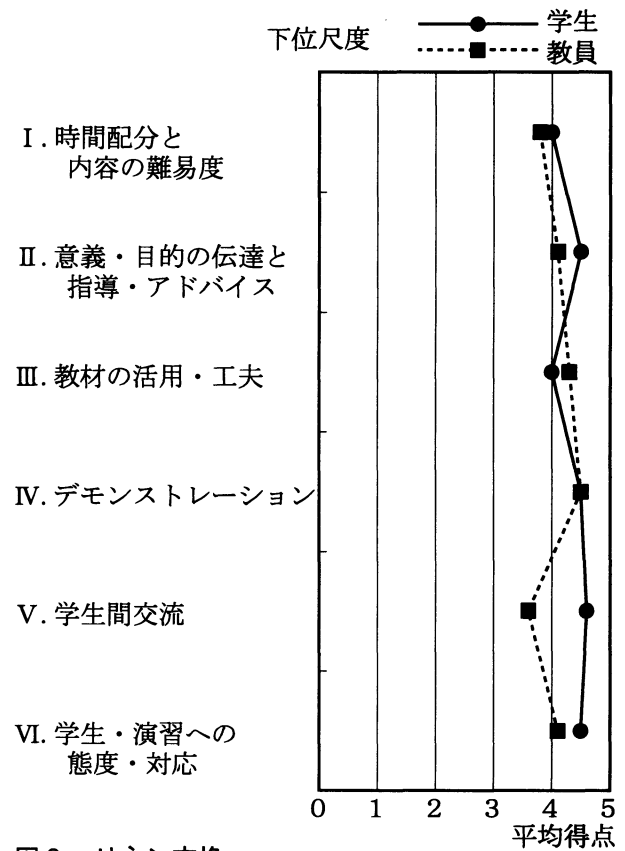 下位尺度
学生
教員
Ⅰ. 時間配分と
内容の難易度
Ⅱ. 意義・目的の伝達と
指導・アドバイス
Ⅲ. 教材の活用・工夫
Ⅳ. デモンストレーション
Ⅴ. 学生間交流
Ⅵ. 学生・演習への
態度・対応
0 1 2 3 4 5
平均得点